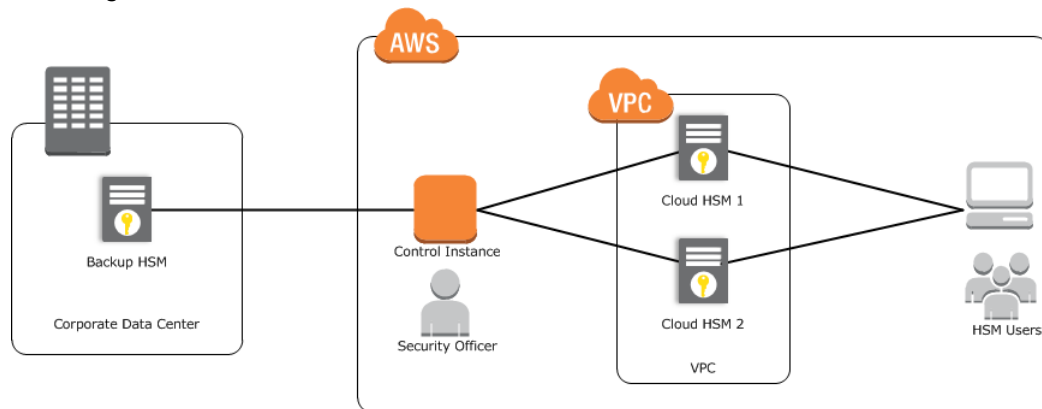 AWS
VPC
Cloud HSM 1
Backup HSM
Control Instance
Corporate Data Center
Security Officer
Cloud HSM 2
HSM Users
VPC